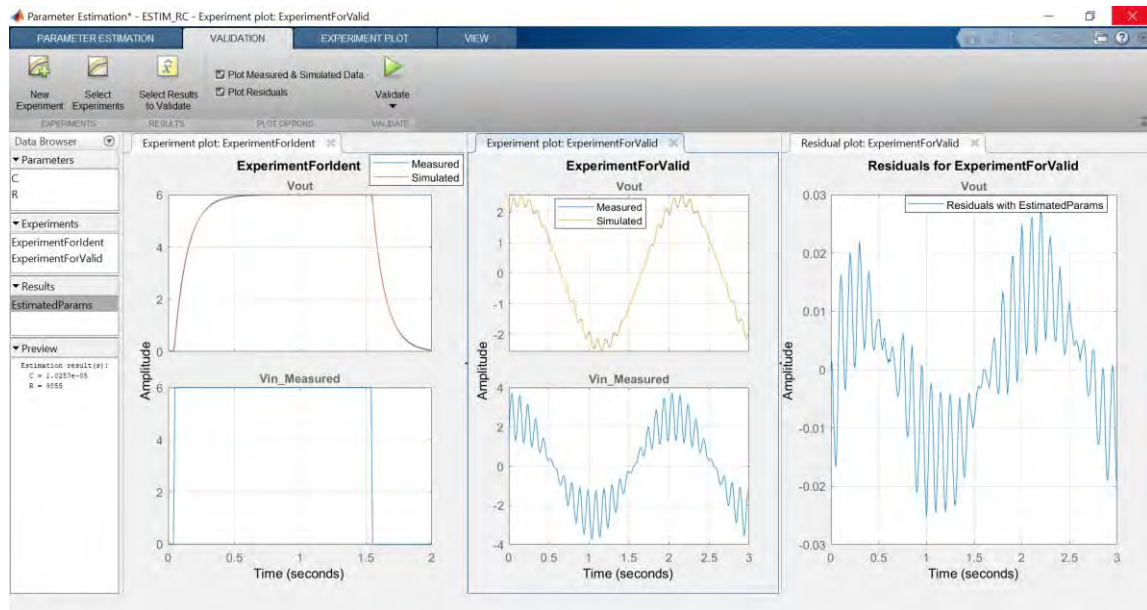 Parameter Estimation* - ESTIM_RC - Experiment plot: ExperimentForValid
PARAMETER ESTIMATION VALIDATION EXPERIMENT PLOT VIEW
New Experiment
Select Experiments
Select Results to Validate
Plot Measured & Simulated Data
Plot Residuals
Validate
EXPERIMENTS RESULTS PLOT OPTIONS VALIDATE
Data Browser
Parameters
C
R
Experiments
ExperimentForIdent
ExperimentForValid
Results
EstimatedParams
Preview
Estimation result(s):
C = 1.0257e-05
R = 9055
Experiment plot: ExperimentForIdent
ExperimentForIdent
Measured
Simulated
Vout
6
4
2
0
Vin_Measured
6
4
2
0
Amplitude
0 0.5 1 1.5 2
Time (seconds)
Experiment plot: ExperimentForValid
ExperimentForValid
Vout
Measured
Simulated
2
1
0
-1
-2
Vin_Measured
4
2
0
-2
-4
Amplitude
0 0.5 1 1.5 2 2.5 3
Time (seconds)
Residual plot: ExperimentForValid
Residuals for ExperimentForValid
Vout
Residuals with EstimatedParams
0.03
0.02
0.01
0
-0.01
-0.02
-0.03
Amplitude
0 0.5 1 1.5 2 2.5 3
Time (seconds)